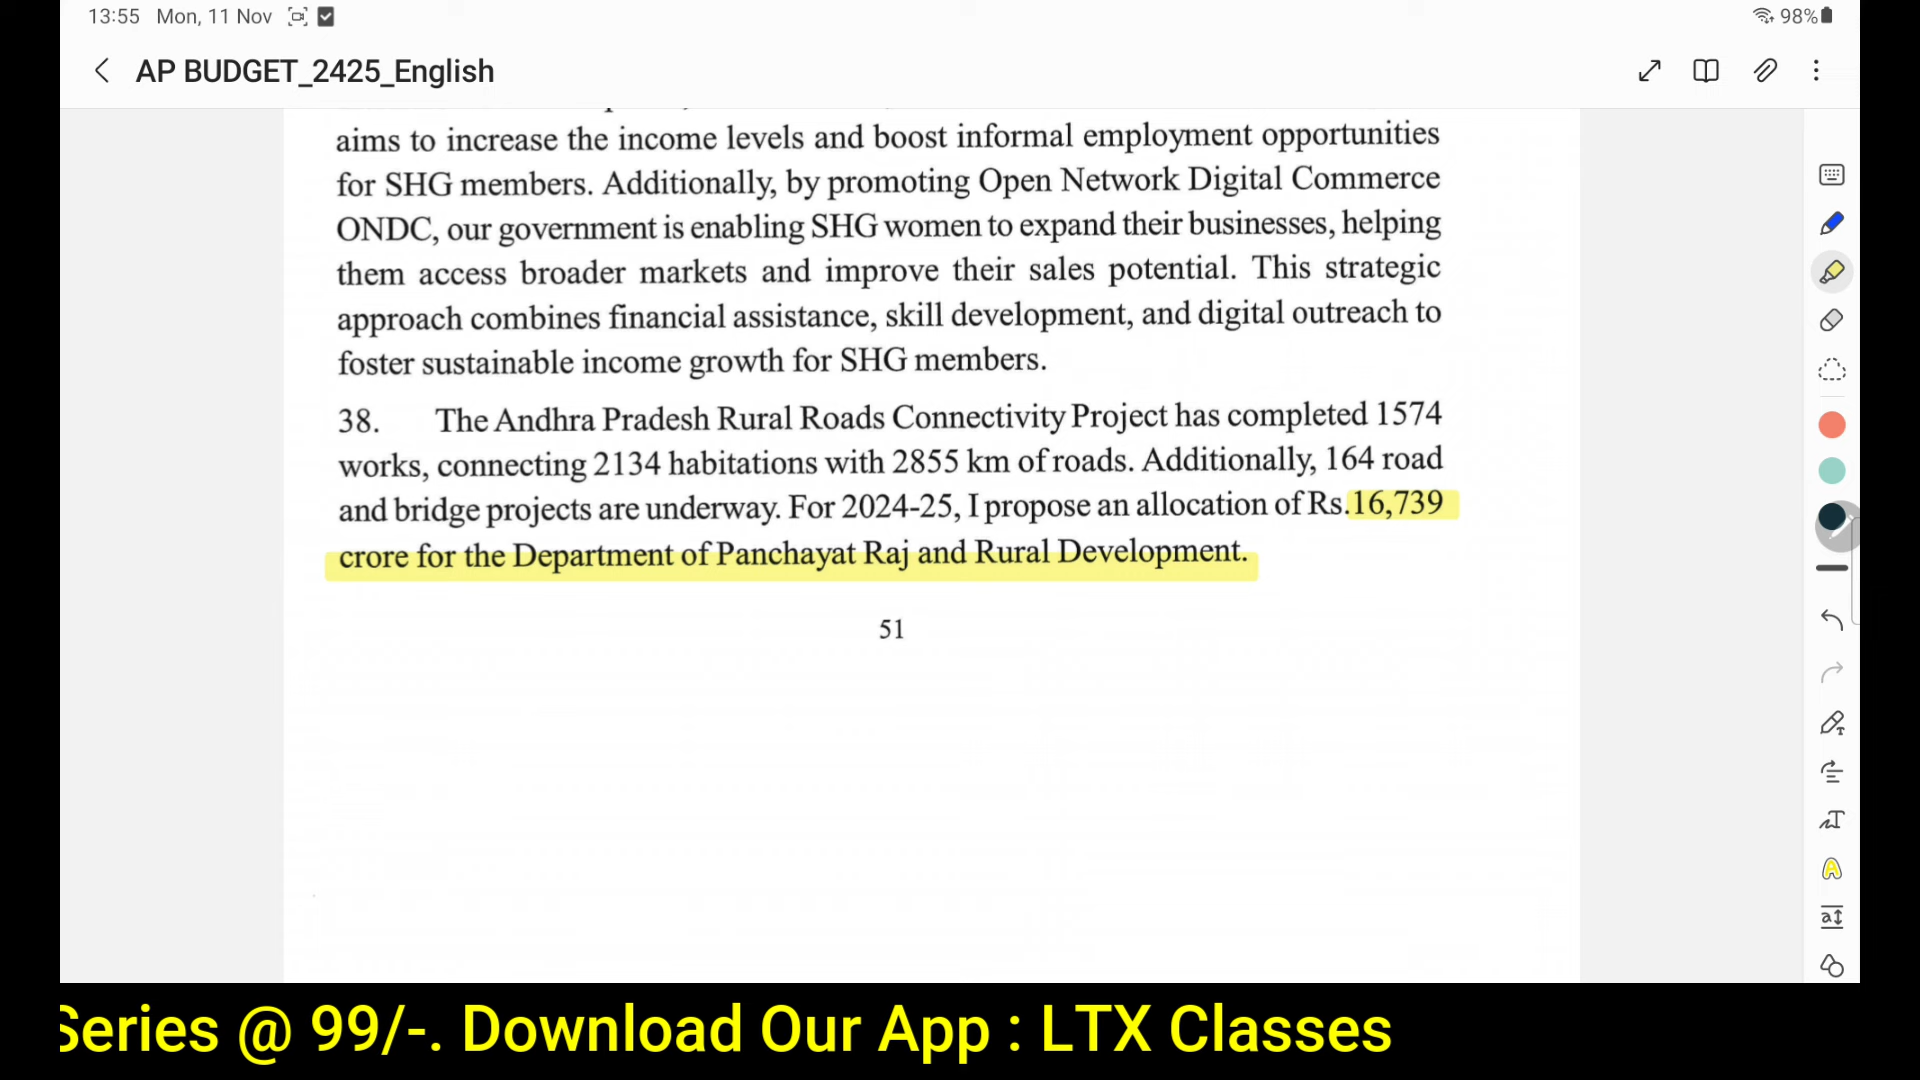 13:55 Mon, 11 Nov
98%
AP BUDGET_2425_English
aims to increase the income levels and boost informal employment opportunities
for SHG members. Additionally, by promoting Open Network Digital Commerce
ONDC, our government is enabling SHG women to expand their businesses, helping
them access broader markets and improve their sales potential. This strategic
approach combines financial assistance, skill development, and digital outreach to
foster sustainable income growth for SHG members.
38. The Andhra Pradesh Rural Roads Connectivity Project has completed 1574
works, connecting 2134 habitations with 2855 km of roads. Additionally, 164 road
and bridge projects are underway. For 2024-25, I propose an allocation of Rs.16,739
crore for the Department of Panchayat Raj and Rural Development.
51
Series @ 99/-. Download Our App : LTX Classes